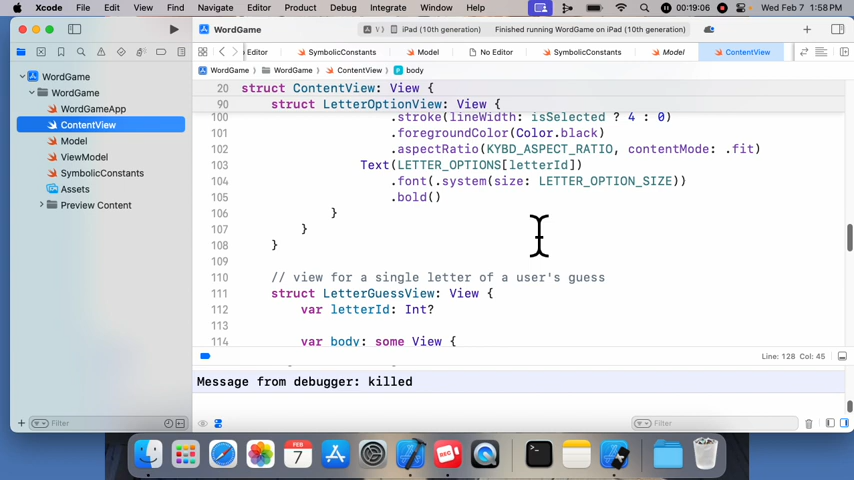 Xcode File Edit View Find Navigate Editor Product Debug Integrate Window Help 00:19:06 Wed Feb 7 1:58 PM
WordGame iPad (10th generation) Finished running WordGame on iPad (10th generation)
Editor SymbolicConstants Model No Editor SymbolicConstants Model ContentView
WordGame WordGame ContentView body
WordGame
WordGame
WordGameApp
ContentView
Model
ViewModel
SymbolicConstants
Assets
Preview Content
20 struct ContentView: View {
90 struct LetterOptionView: View {
100 .stroke(lineWidth: isSelected ? 4 : 0)
101 .foregroundColor(Color.black)
102 .aspectRatio(KYBD_ASPECT_RATIO, contentMode: .fit)
103 Text(LETTER_OPTIONS[letterId])
104 .font(.system(size: LETTER_OPTION_SIZE))
105 .bold()
106 }
107 }
108 }
109
110 // view for a single letter of a user's guess
111 struct LetterGuessView: View {
112 var letterId: Int?
113
114 var body: some View {
Line: 128 Col: 45
Message from debugger: killed
Filter
Filter
FEB
7
REC